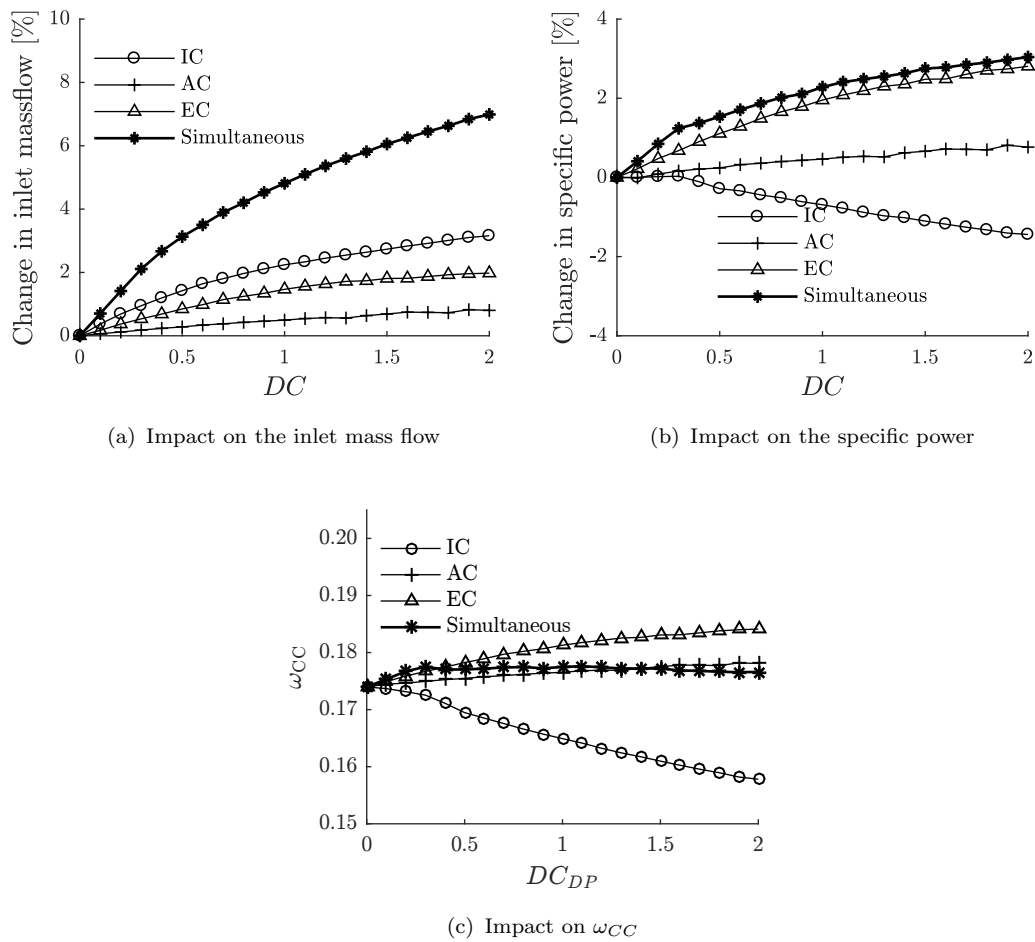 Change in inlet massflow [%]
10
8
6
4
2
0
IC
AC
EC
Simultaneous
0
0.5
1
1.5
2
DC
(a) Impact on the inlet mass flow
Change in specific power [%]
4
2
0
-2
-4
IC
AC
EC
Simultaneous
0
0.5
1
1.5
2
DC
(b) Impact on the specific power
ωCC
0.20
0.19
0.18
0.17
0.16
0.15
IC
AC
EC
Simultaneous
0
0.5
1
1.5
2
DC_DP
(c) Impact on ω_CC